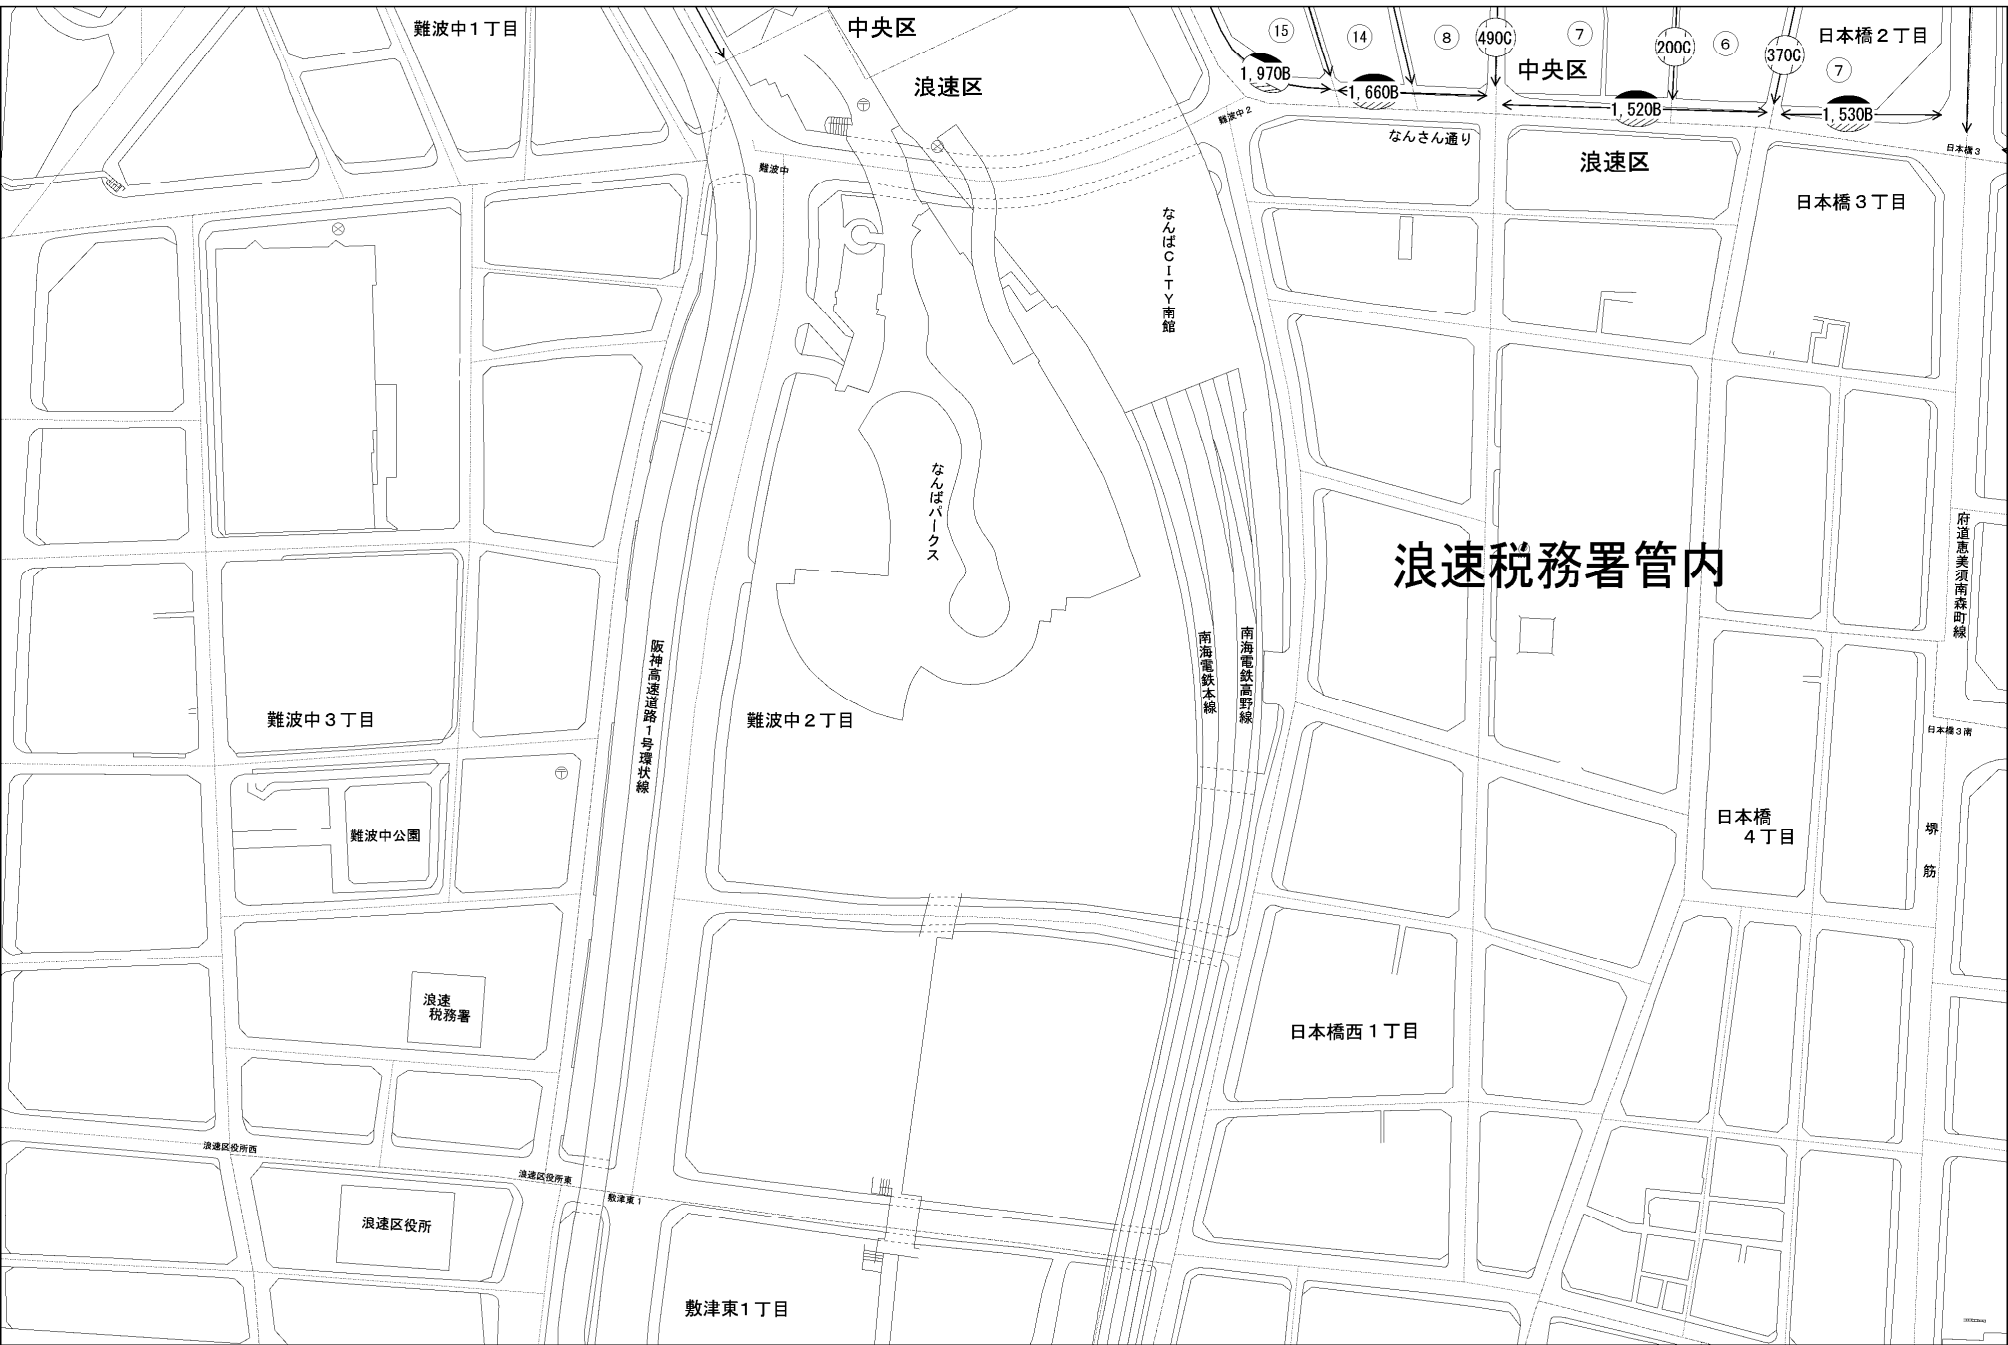 難波中1丁目
中央区
浪速区
⑮
⑭
⑧
490C
⑦
200C
⑥
370C
日本橋2丁目
⑦
中央区
1,970B
1,660B
1,520B
1,530B
難波中2
なんさん通り
浪速区
日本橋3
難波中
日本橋3丁目
なんばCITY南館
なんばパークス
浪速税務署管内
府道恵美須南森町線
南海電鉄本線
南海電鉄高野線
阪神高速道路1号環状線
難波中3丁目
難波中2丁目
日本橋3南
難波中公園
日本橋
4丁目
堺筋
浪速
税務署
日本橋西1丁目
浪速区役所西
浪速区役所東
敷津東1
浪速区役所
敷津東1丁目